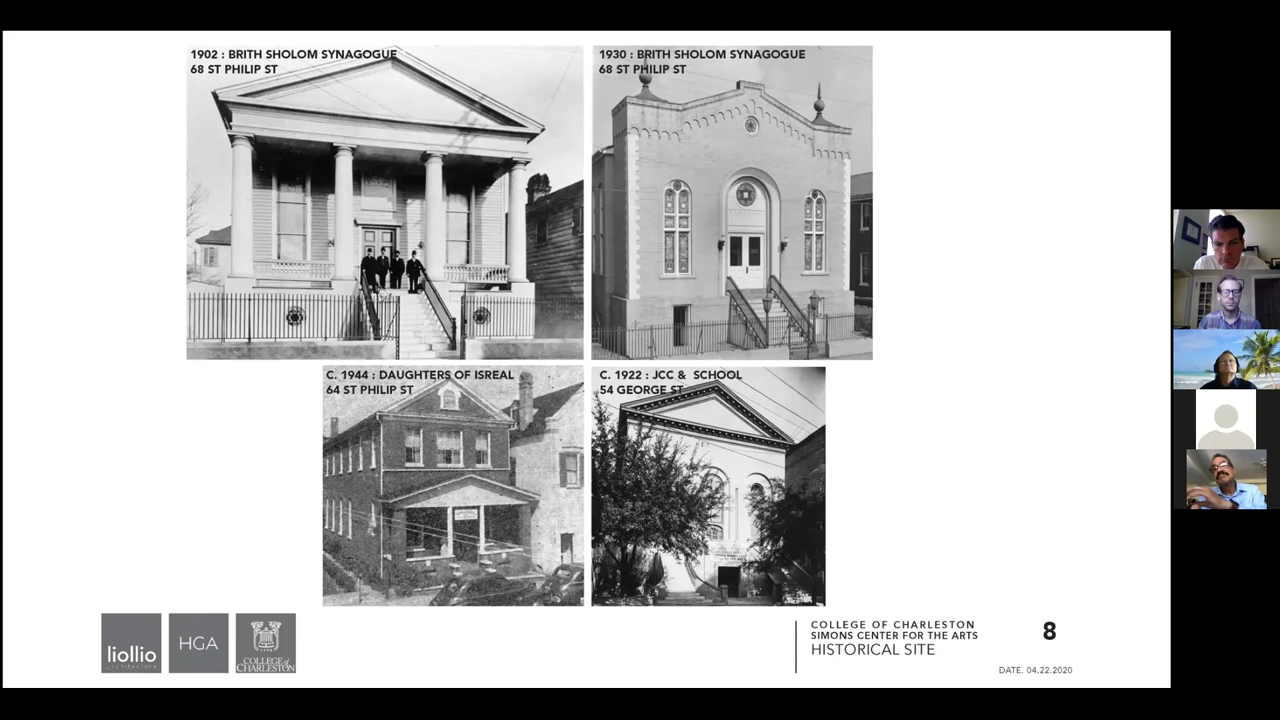 1902 : BRITH SHOLOM SYNAGOGUE
68 ST PHILIP ST
1930 : BRITH SHOLOM SYNAGOGUE
68 ST PHILIP ST
C. 1944 : DAUGHTERS OF ISREAL
64 ST PHILIP ST
C. 1922 : JCC & SCHOOL
54 GEORGE ST
liollio
architecture
HGA
COLLEGE of
CHARLESTON
COLLEGE OF CHARLESTON
SIMONS CENTER FOR THE ARTS
HISTORICAL SITE
8
DATE. 04.22.2020